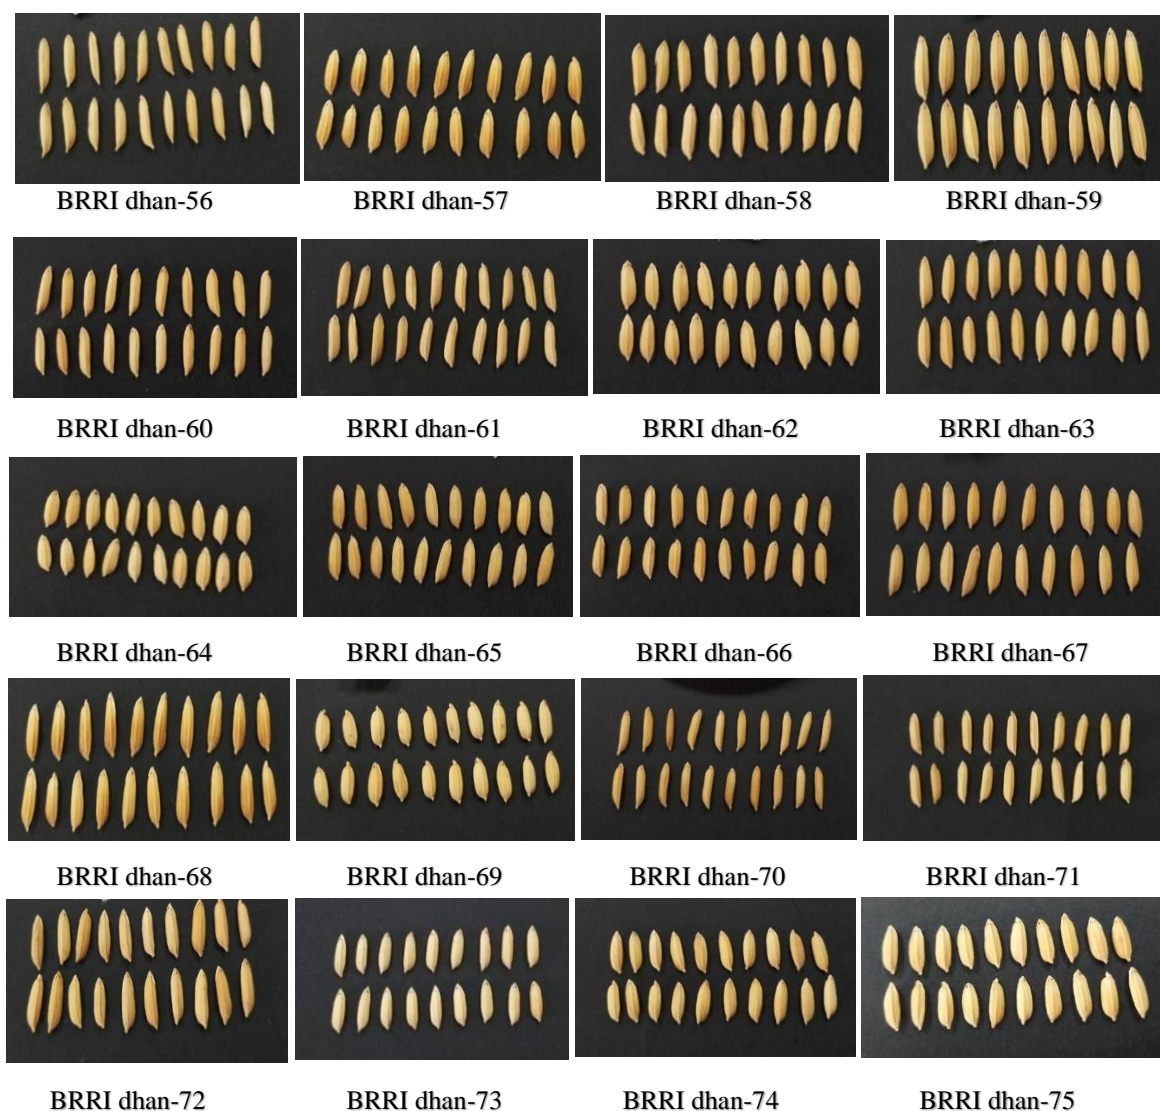 BRRI dhan-56 BRRI dhan-57 BRRI dhan-58 BRRI dhan-59
BRRI dhan-60 BRRI dhan-61 BRRI dhan-62 BRRI dhan-63
BRRI dhan-64 BRRI dhan-65 BRRI dhan-66 BRRI dhan-67
BRRI dhan-68 BRRI dhan-69 BRRI dhan-70 BRRI dhan-71
BRRI dhan-72 BRRI dhan-73 BRRI dhan-74 BRRI dhan-75